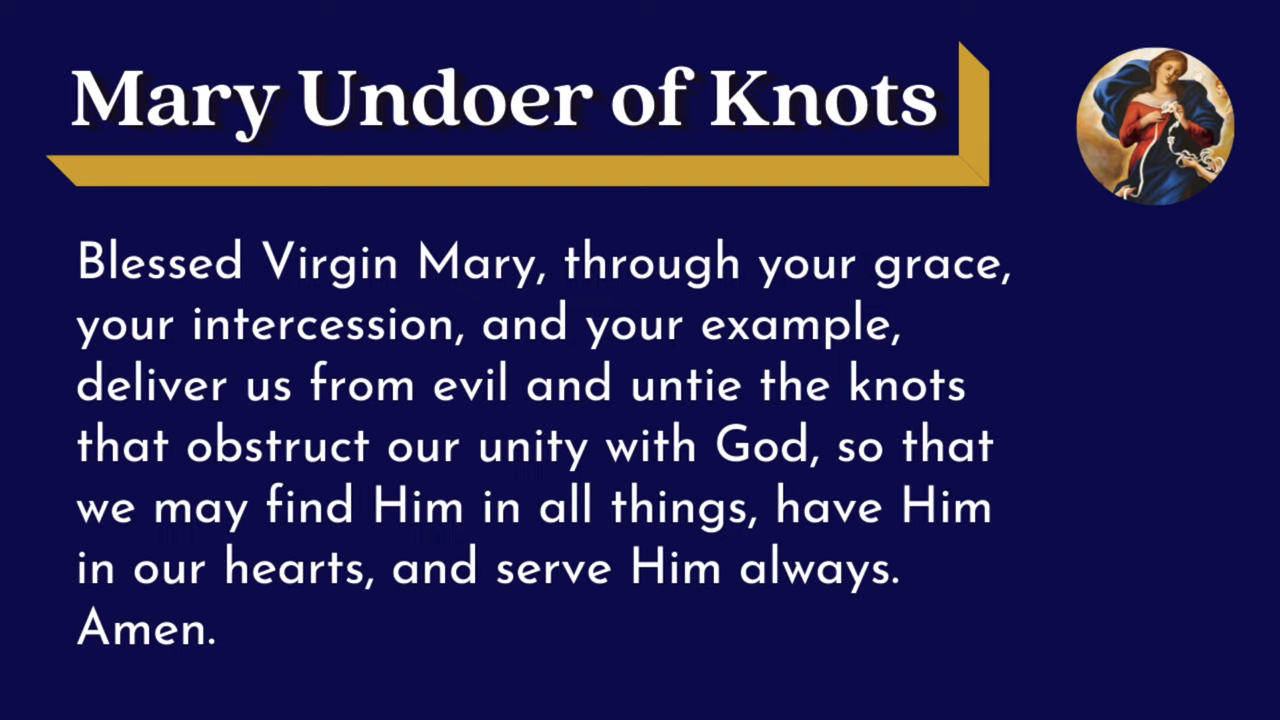 Mary Undoer of Knots
Blessed Virgin Mary, through your grace,
your intercession, and your example,
deliver us from evil and untie the knots
that obstruct our unity with God, so that
we may find Him in all things, have Him
in our hearts, and serve Him always.
Amen.